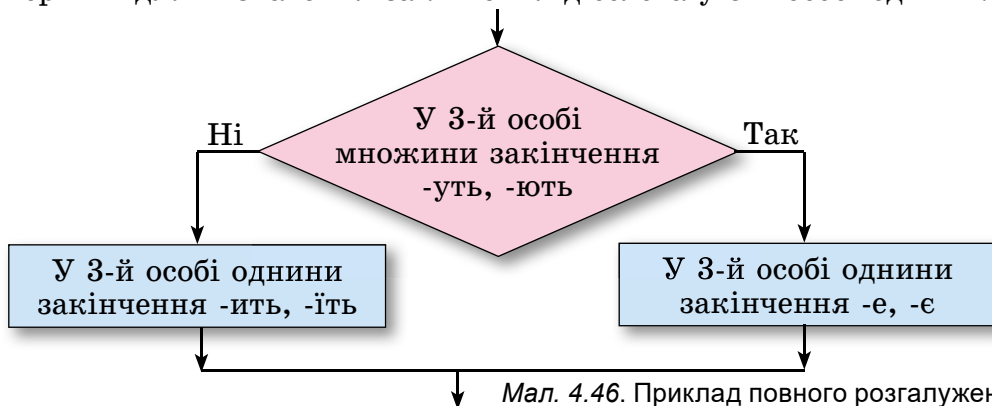 Ні
Так
У 3-й особі
множини закінчення
-уть, -ють
У 3-й особі однини
закінчення -ить, -їть
У 3-й особі однини
закінчення -е, -є
Мал. 4.46. Приклад повного